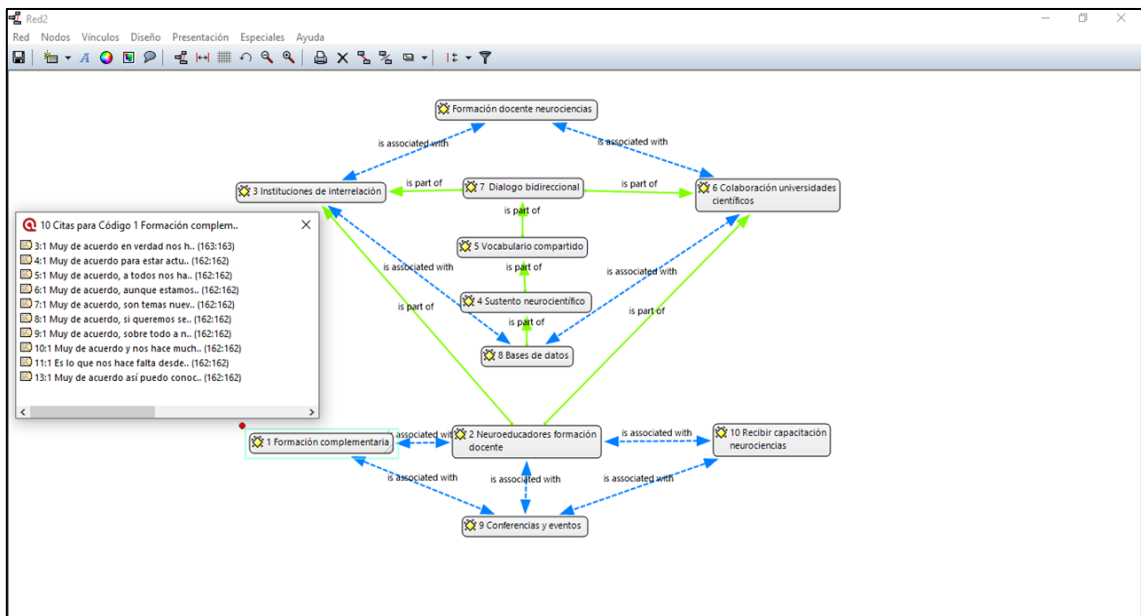 Red2
Red Nodos Vínculos Diseño Presentación Especiales Ayuda
Formación docente neurociencias
is associated with
is associated with
3 Instituciones de interrelación
is part of
7 Dialogo bidireccional
is part of
6 Colaboración universidades
científicos
is part of
10 Citas para Código 1 Formación complem..
3:1 Muy de acuerdo en verdad nos h.. (163:163)
4:1 Muy de acuerdo para estar actu.. (162:162)
5:1 Muy de acuerdo, a todos nos ha.. (162:162)
6:1 Muy de acuerdo, aunque estamos.. (162:162)
7:1 Muy de acuerdo, son temas nuev.. (162:162)
8:1 Muy de acuerdo, si queremos se.. (162:162)
9:1 Muy de acuerdo, sobre todo a n.. (162:162)
10:1 Muy de acuerdo y nos hace much.. (162:162)
11:1 Es lo que nos hace falta desde.. (162:162)
13:1 Muy de acuerdo así puedo conoc.. (162:162)
5 Vocabulario compartido
is associated with
is part of
is associated with
4 Sustento neurocientífico
is part of
is part of
is part of
8 Bases de datos
1 Formación complementaria
is associated with
2 Neuroeducadores formación
docente
is associated with
10 Recibir capacitación
neurociencias
is associated with
is associated with
is associated with
9 Conferencias y eventos